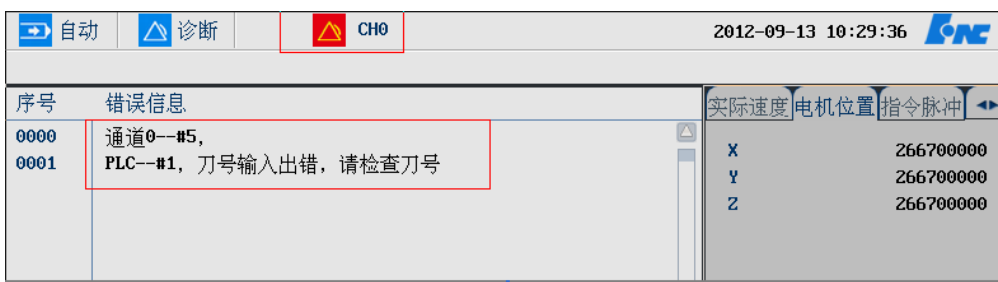 自动 诊断 CH0 2012-09-13 10:29:36 HNC
序号 错误信息 实际速度 电机位置 指令脉冲
0000 通道0--#5,
0001 PLC--#1, 刀号输入出错, 请检查刀号
X 266700000
Y 266700000
Z 266700000